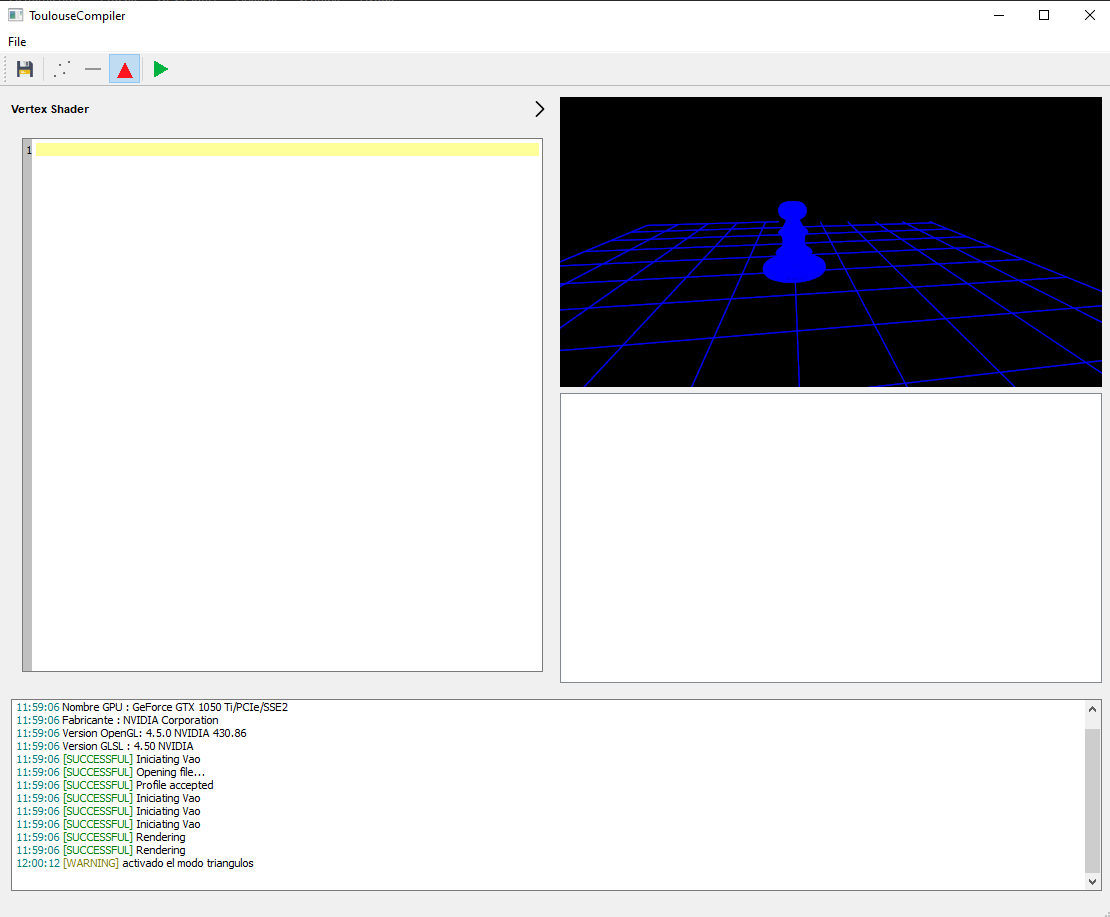 ToulouseCompiler
File
Vertex Shader
1
11:59:06 Nombre GPU : GeForce GTX 1050 Ti/PCIe/SSE2
11:59:06 Fabricante : NVIDIA Corporation
11:59:06 Version OpenGL: 4.5.0 NVIDIA 430.86
11:59:06 Version GLSL : 4.50 NVIDIA
11:59:06 [SUCCESSFUL] Iniciating Vao
11:59:06 [SUCCESSFUL] Opening file...
11:59:06 [SUCCESSFUL] Profile accepted
11:59:06 [SUCCESSFUL] Iniciating Vao
11:59:06 [SUCCESSFUL] Iniciating Vao
11:59:06 [SUCCESSFUL] Iniciating Vao
11:59:06 [SUCCESSFUL] Rendering
11:59:06 [SUCCESSFUL] Rendering
12:00:12 [WARNING] activado el modo triangulos